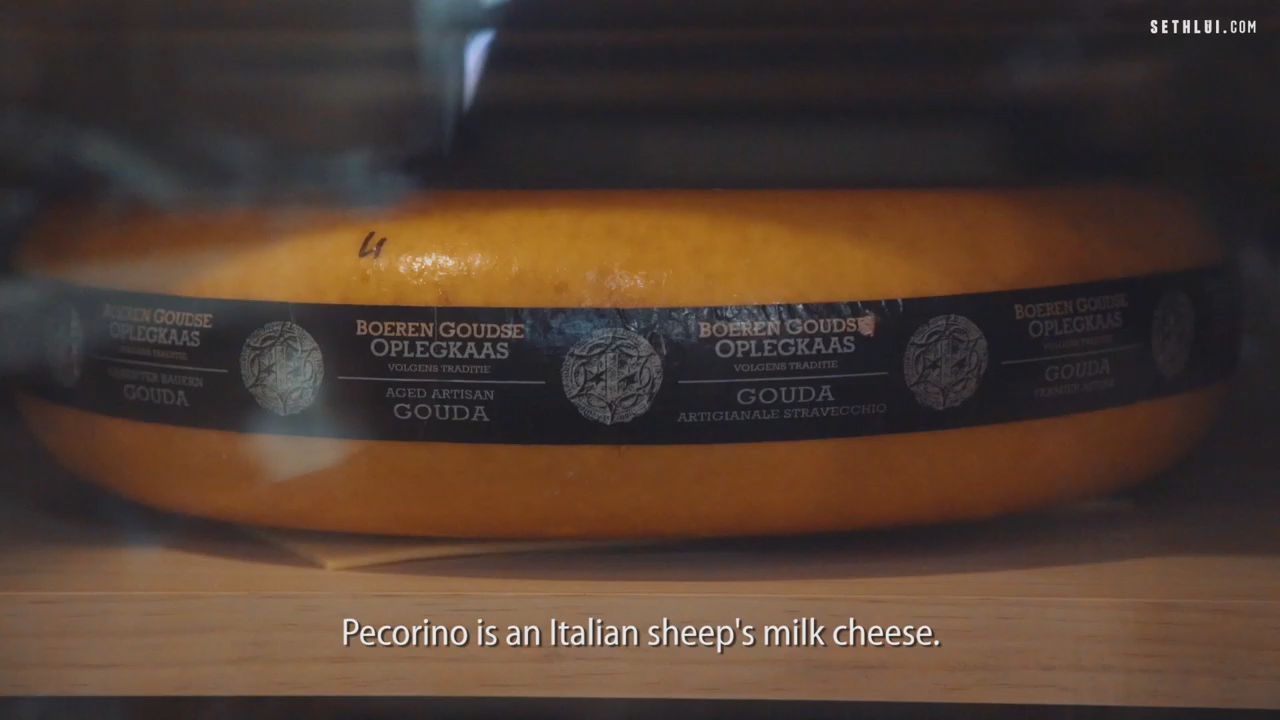 SETHLUI.COM
4
BOEREN GOUDSE
OPLEGKAAS
GOUDA
BOEREN GOUDSE
OPLEGKAAS
VOLGENS TRADITIE
AGED ARTISAN
GOUDA
BOEREN GOUDSE
OPLEGKAAS
VOLGENS TRADITIE
GOUDA
ARTIGIANALE STRAVECCHIO
BOEREN GOUDSE
OPLEGKAAS
GOUDA
Pecorino is an Italian sheep's milk cheese.